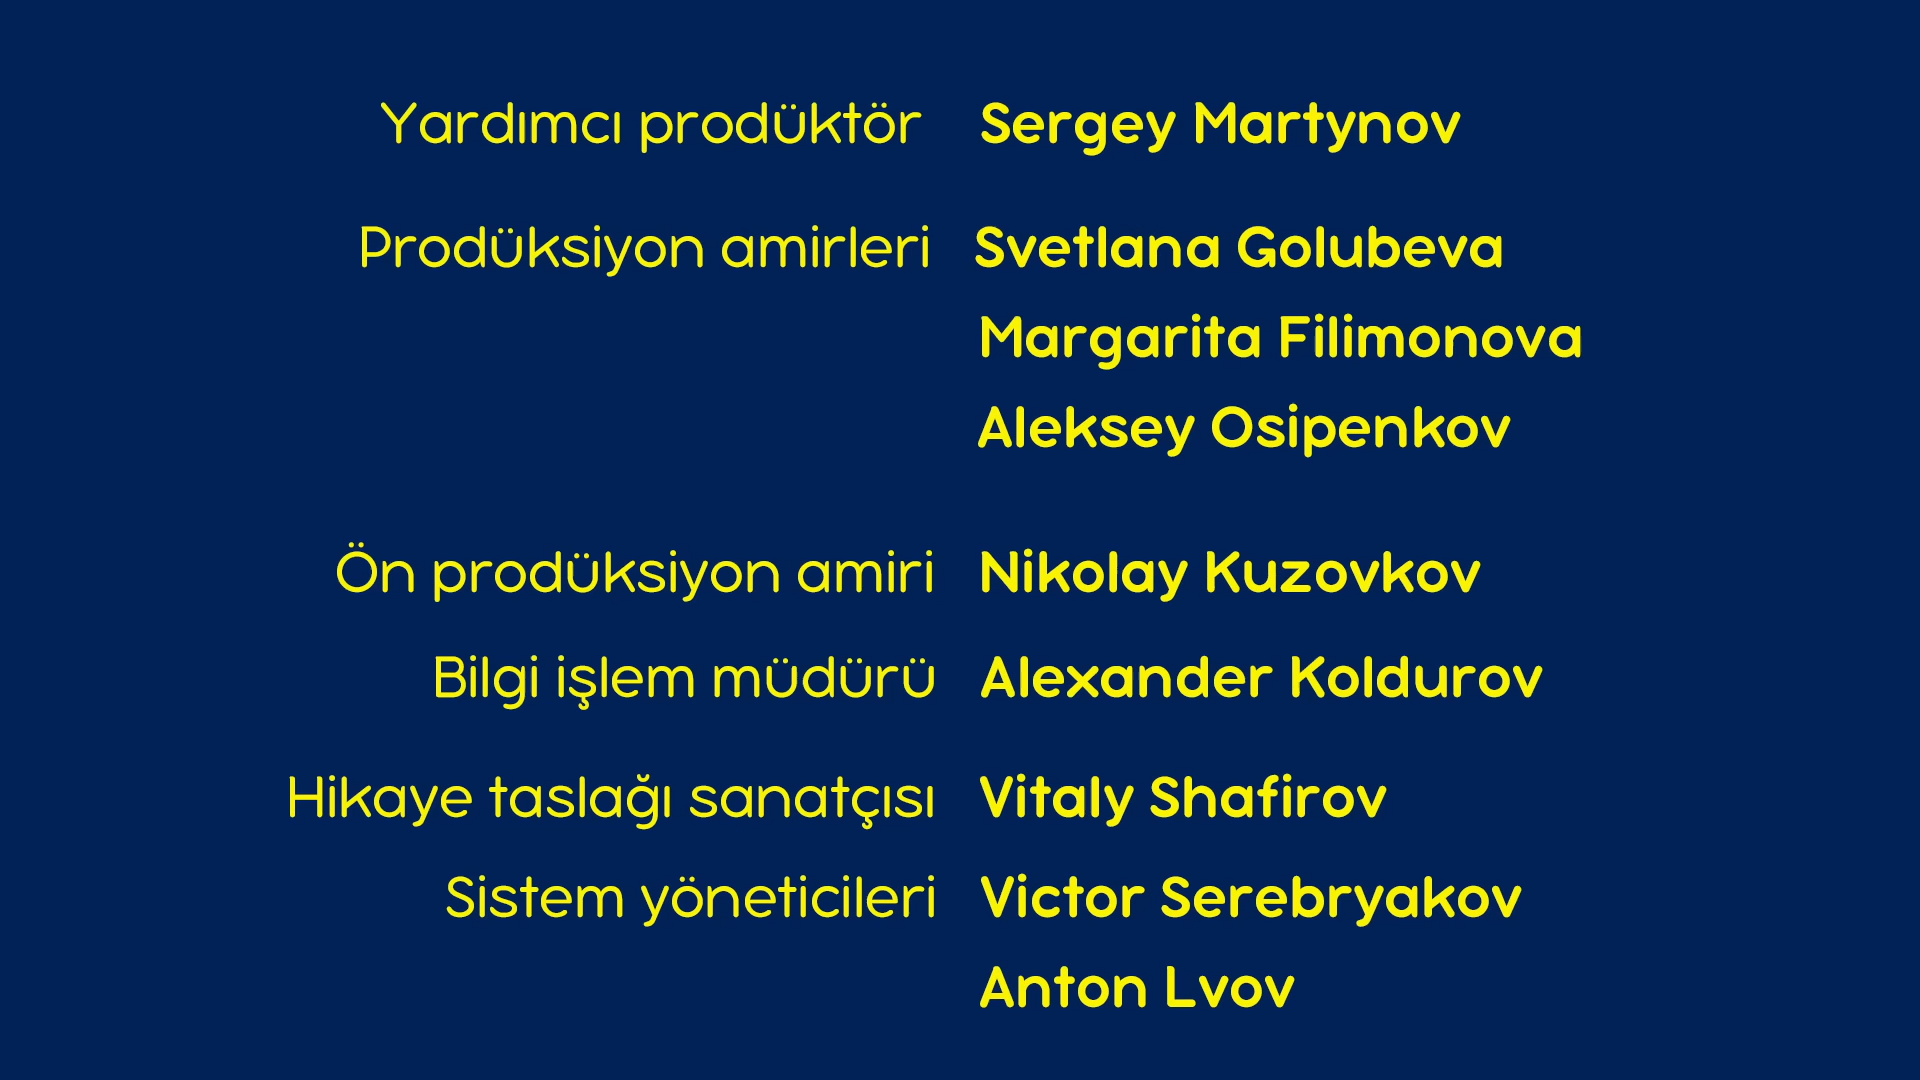 Yardımcı prodüktör Sergey Martynov
Prodüksiyon amirleri Svetlana Golubeva
Margarita Filimonova
Aleksey Osipenkov
Ön prodüksiyon amiri Nikolay Kuzovkov
Bilgi işlem müdürü Alexander Koldurov
Hikaye taslağı sanatçısı Vitaly Shafirov
Sistem yöneticileri Victor Serebryakov
Anton Lvov